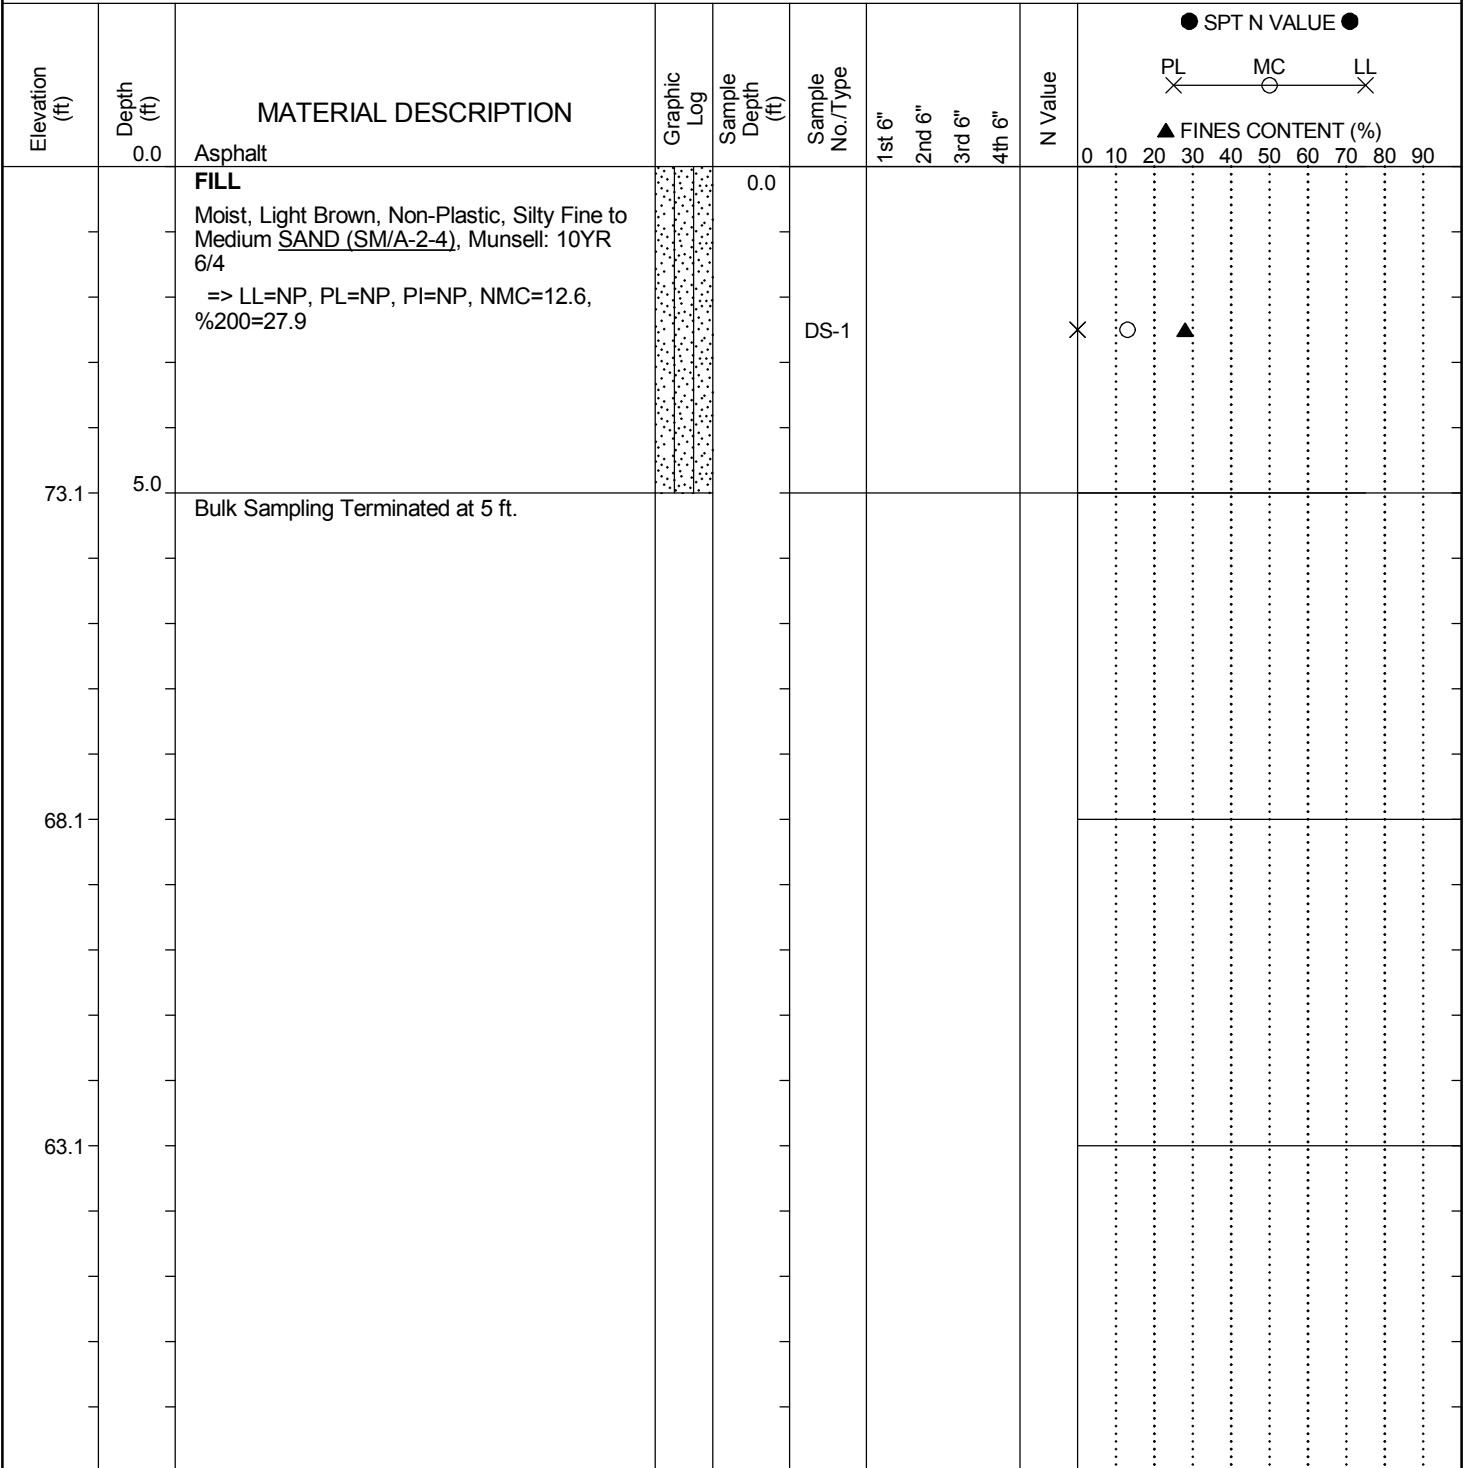 ● SPT N VALUE ●
PL MC LL
▲ FINES CONTENT (%)
0 10 20 30 40 50 60 70 80 90
Elevation
(ft)
Depth
(ft)
MATERIAL DESCRIPTION
Graphic
Log
Sample
Depth
(ft)
Sample
No./Type
1st 6"
2nd 6"
3rd 6"
4th 6"
N Value
0.0 Asphalt
FILL
0.0
Moist, Light Brown, Non-Plastic, Silty Fine to
Medium SAND (SM/A-2-4), Munsell: 10YR
6/4
=> LL=NP, PL=NP, PI=NP, NMC=12.6,
%200=27.9
DS-1
73.1 5.0
Bulk Sampling Terminated at 5 ft.
68.1
63.1